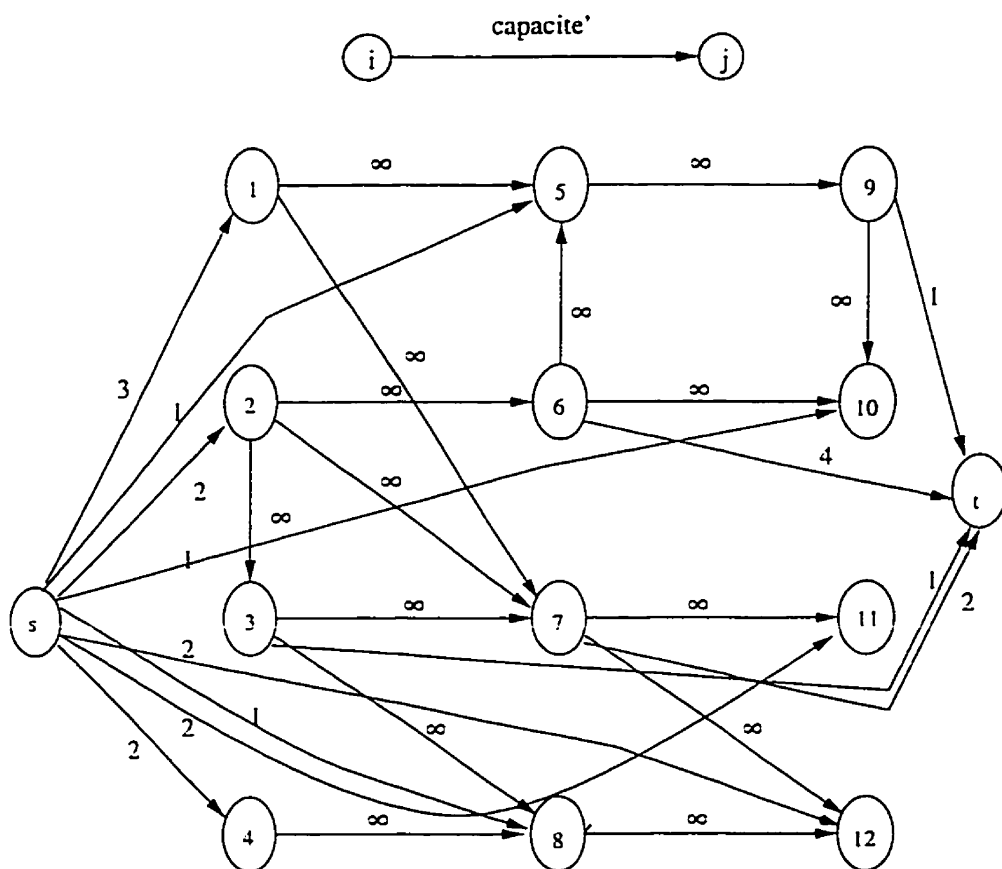 capacite'
i j
∞ ∞
1 5 9
∞ ∞ 1
∞
3 2 ∞ 6 ∞ 10
1
4
2 ∞ t
∞
1 1 2
s 3 ∞ 7 ∞ 11
2
1 ∞ ∞
2 2
4 ∞ 8 ∞ 12